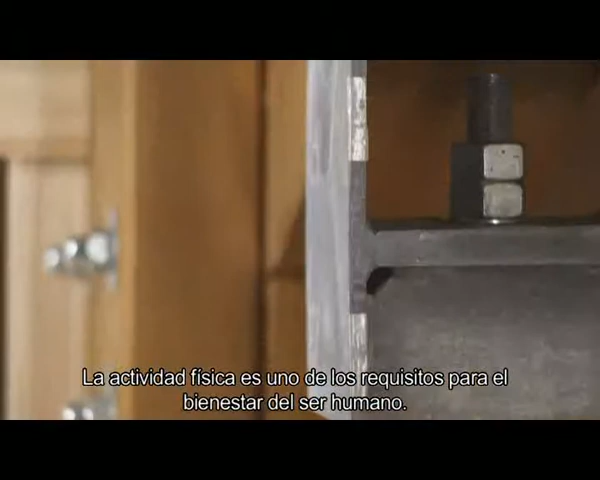 La actividad física es uno de los requisitos para el
bienestar del ser humano.